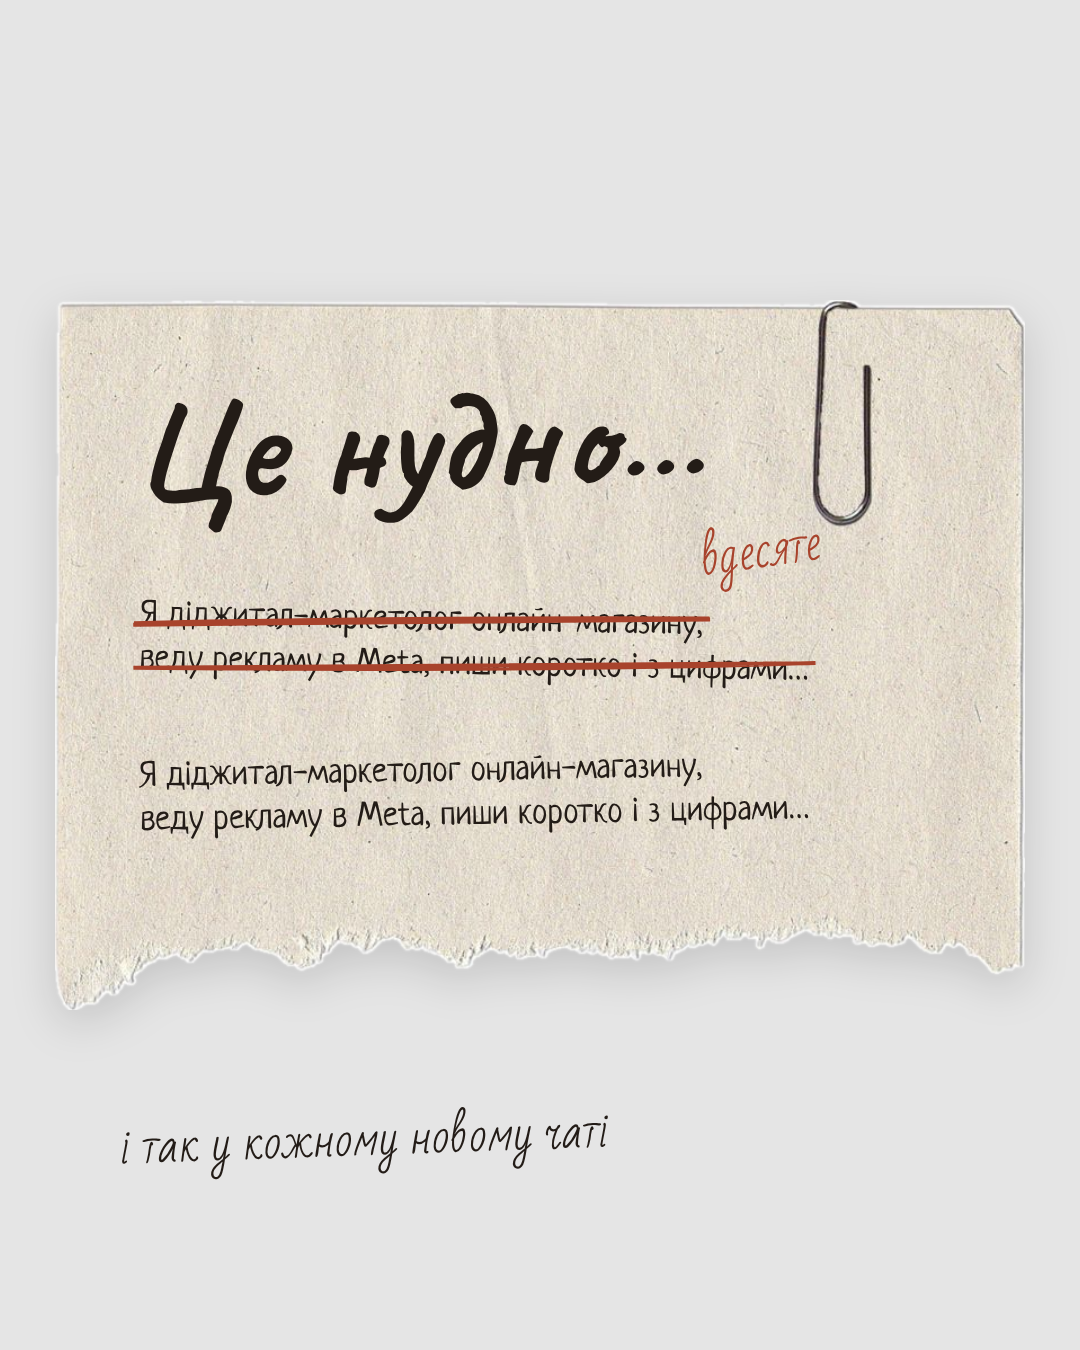 Це нудно...
вдесяте
Я діджитал-маркетолог онлайн-магазину,
веду рекламу в Meta, пиши коротко і з цифрами...
Я діджитал-маркетолог онлайн-магазину,
веду рекламу в Meta, пиши коротко і з цифрами...
і так у кожному новому чаті